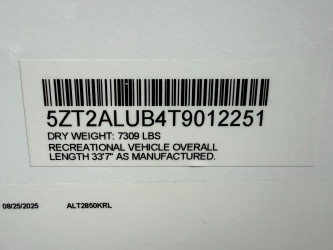 5ZT2ALUB4T9012251
DRY WEIGHT: 7309 LBS
RECREATIONAL VEHICLE OVERALL
LENGTH 33'7" AS MANUFACTURED.
08/25/2025 ALT2850KRL